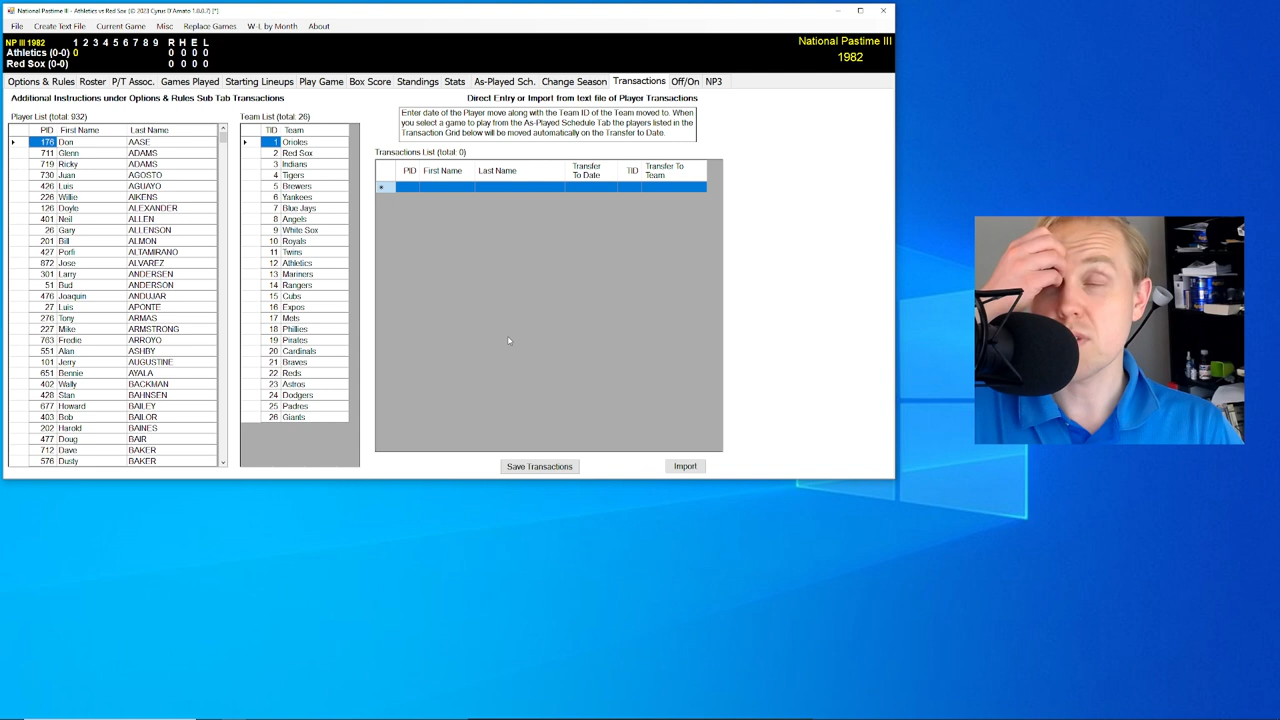 National Pastime III - Athletics vs Red Sox (© 2023 Cyrus D'Amato 1.0.0.7) [*]
File Create Text File Current Game Misc Replace Games W-L by Month About
NP III 1982 1 2 3 4 5 6 7 8 9 R H E L
Athletics (0-0) 0 0 0 0 0
Red Sox (0-0) 0 0 0 0
National Pastime III
1982
Options & Rules Roster P/T Assoc. Games Played Starting Lineups Play Game Box Score Standings Stats As-Played Sch. Change Season Transactions Off/On NP3
Additional Instructions under Options & Rules Sub Tab Transactions
Direct Entry or Import from text file of Player Transactions
Enter date of the Player move along with the Team ID of the Team moved to. When
you select a game to play from the As-Played Schedule Tab the players listed in the
Transaction Grid below will be moved automatically on the Transfer to Date.
Player List (total: 932)
PID First Name Last Name
176 Don AASE
711 Glenn ADAMS
719 Ricky ADAMS
730 Juan AGOSTO
426 Luis AGUAYO
226 Willie AIKENS
126 Doyle ALEXANDER
401 Neil ALLEN
26 Gary ALLENSON
201 Bill ALMON
427 Porfi ALTAMIRANO
872 Jose ALVAREZ
301 Larry ANDERSEN
51 Bud ANDERSON
476 Joaquin ANDUJAR
27 Luis APONTE
276 Tony ARMAS
227 Mike ARMSTRONG
763 Fredie ARROYO
551 Alan ASHBY
101 Jerry AUGUSTINE
651 Bennie AYALA
402 Wally BACKMAN
428 Stan BAHNSEN
677 Howard BAILEY
403 Bob BAILOR
202 Harold BAINES
477 Doug BAIR
712 Dave BAKER
576 Dusty BAKER
Team List (total: 26)
TID Team
1 Orioles
2 Red Sox
3 Indians
4 Tigers
5 Brewers
6 Yankees
7 Blue Jays
8 Angels
9 White Sox
10 Royals
11 Twins
12 Athletics
13 Mariners
14 Rangers
15 Cubs
16 Expos
17 Mets
18 Phillies
19 Pirates
20 Cardinals
21 Braves
22 Reds
23 Astros
24 Dodgers
25 Padres
26 Giants
Transactions List (total: 0)
PID First Name Last Name Transfer To Date TID Transfer To Team
Save Transactions Import